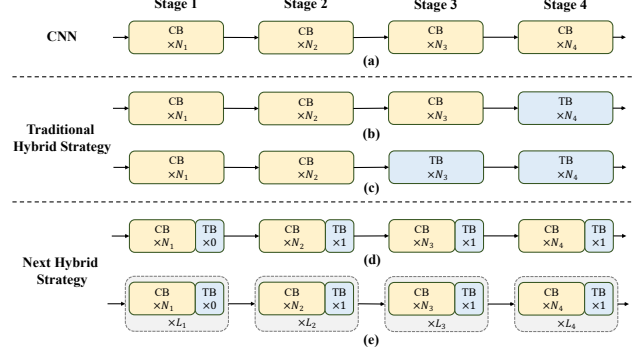 Stage 1 Stage 2 Stage 3 Stage 4
CNN
CB CB CB CB
×N₁ ×N₂ ×N₃ ×N₄
(a)
Traditional
Hybrid Strategy
CB CB CB TB
×N₁ ×N₂ ×N₃ ×N₄
(b)
CB CB TB TB
×N₁ ×N₂ ×N₃ ×N₄
(c)
Next Hybrid
Strategy
CB TB CB TB CB TB CB TB
×N₁ ×0 ×N₂ ×1 ×N₃ ×1 ×N₄ ×1
(d)
CB TB CB TB CB TB CB TB
×N₁ ×0 ×N₂ ×1 ×N₃ ×1 ×N₄ ×1
×L₁ ×L₂ ×L₃ ×L₄
(e)